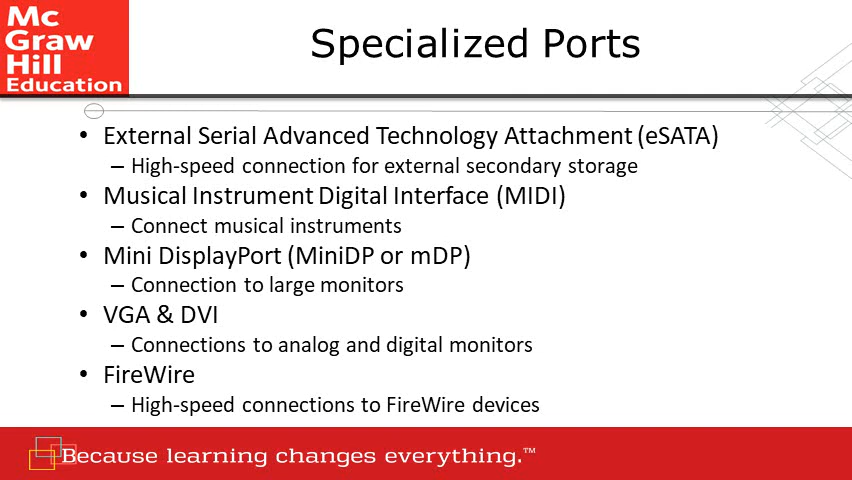 Mc
Graw
Hill
Education
Specialized Ports
• External Serial Advanced Technology Attachment (eSATA)
– High-speed connection for external secondary storage
• Musical Instrument Digital Interface (MIDI)
– Connect musical instruments
• Mini DisplayPort (MiniDP or mDP)
– Connection to large monitors
• VGA & DVI
– Connections to analog and digital monitors
• FireWire
– High-speed connections to FireWire devices
Because learning changes everything.™